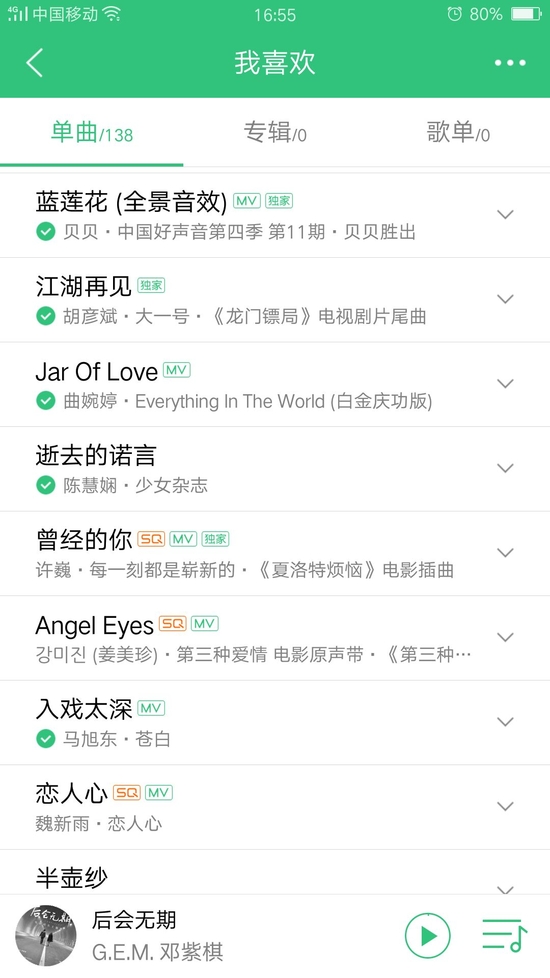 4G 中国移动 16:55 80%
我喜欢
单曲/138 专辑/0 歌单/0
蓝莲花 (全景音效) MV 独家
贝贝·中国好声音第四季 第11期·贝贝胜出
江湖再见 独家
胡彦斌·大一号·《龙门镖局》电视剧片尾曲
Jar Of Love MV
曲婉婷·Everything In The World (白金庆功版)
逝去的诺言
陈慧娴·少女杂志
曾经的你 SQ MV 独家
许巍·每一刻都是崭新的·《夏洛特烦恼》电影插曲
Angel Eyes SQ MV
강미진 (姜美珍)·第三种爱情 电影原声带·《第三种…
入戏太深 MV
马旭东·苍白
恋人心 SQ MV
魏新雨·恋人心
半壶纱
后会无期
后会无期
G.E.M. 邓紫棋